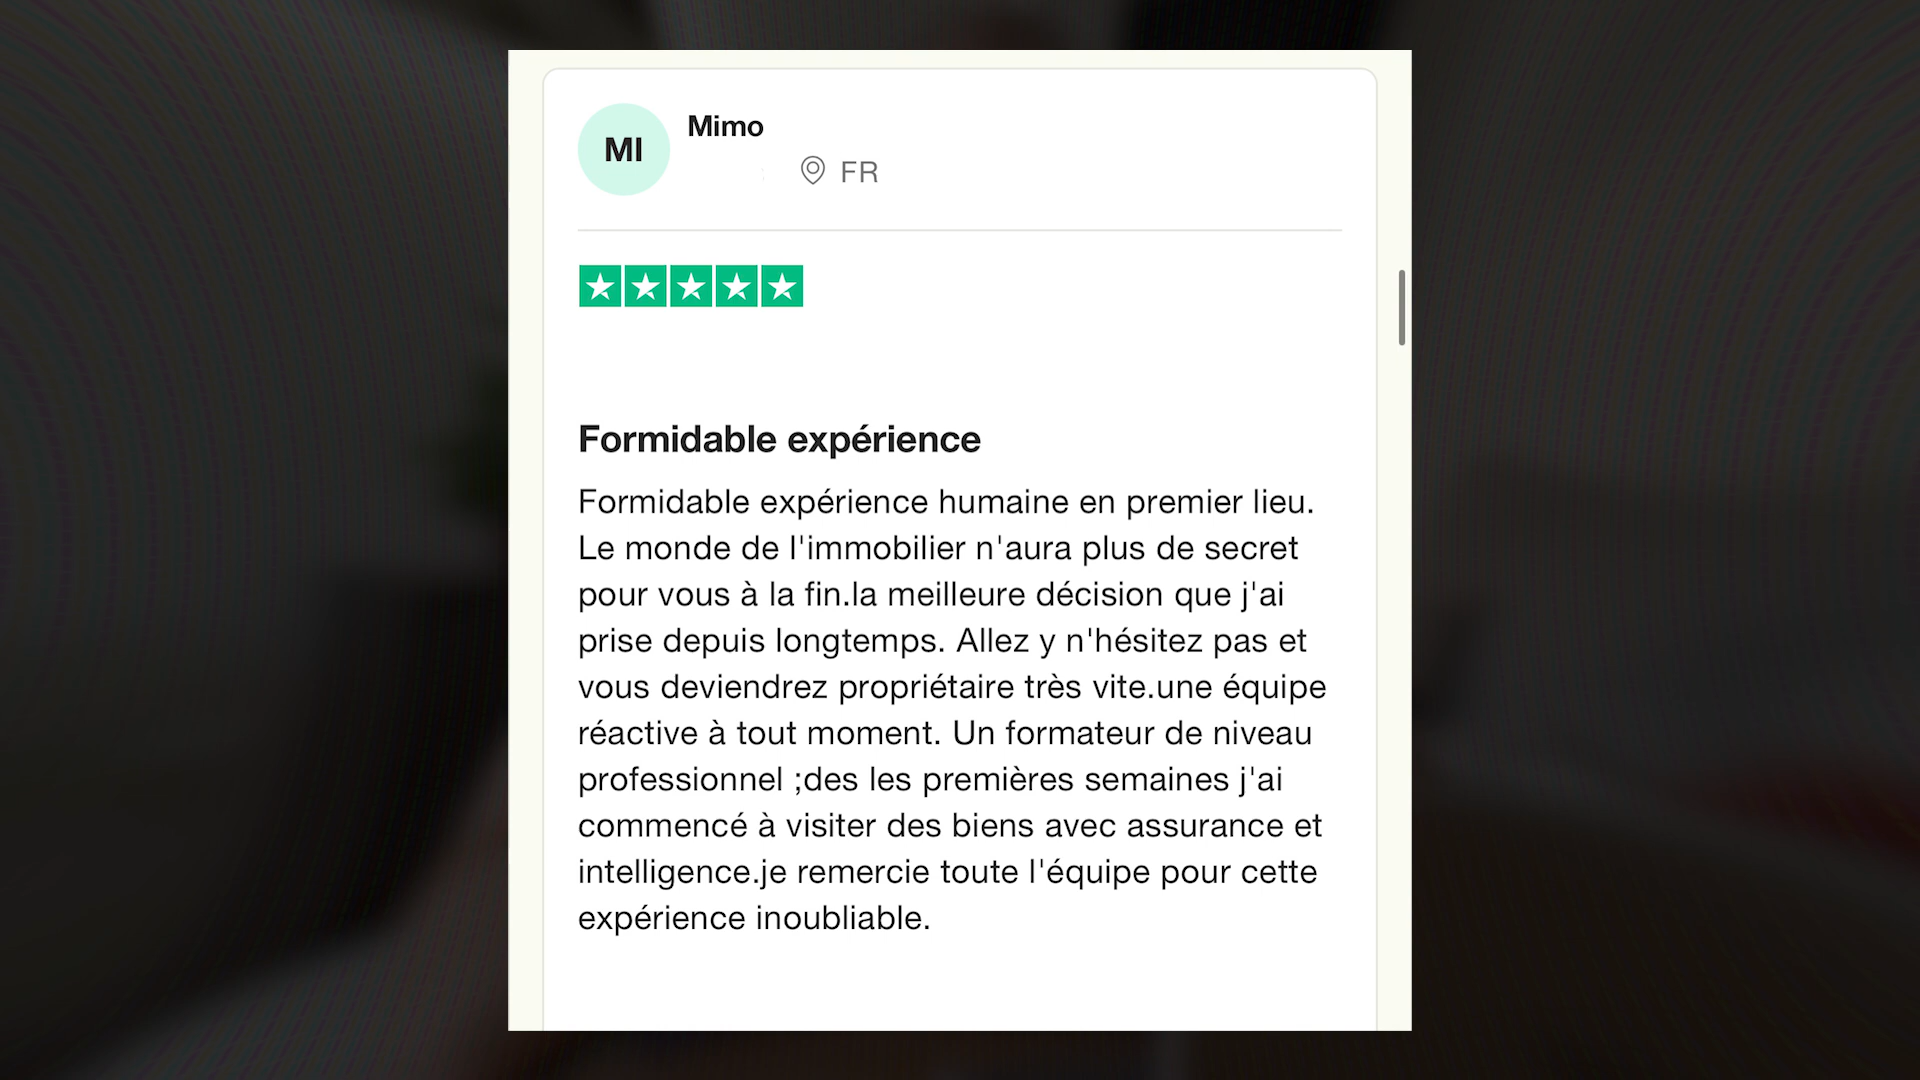 MI
Mimo
FR
Formidable expérience
Formidable expérience humaine en premier lieu.
Le monde de l'immobilier n'aura plus de secret
pour vous à la fin.la meilleure décision que j'ai
prise depuis longtemps. Allez y n'hésitez pas et
vous deviendrez propriétaire très vite.une équipe
réactive à tout moment. Un formateur de niveau
professionnel ;des les premières semaines j'ai
commencé à visiter des biens avec assurance et
intelligence.je remercie toute l'équipe pour cette
expérience inoubliable.